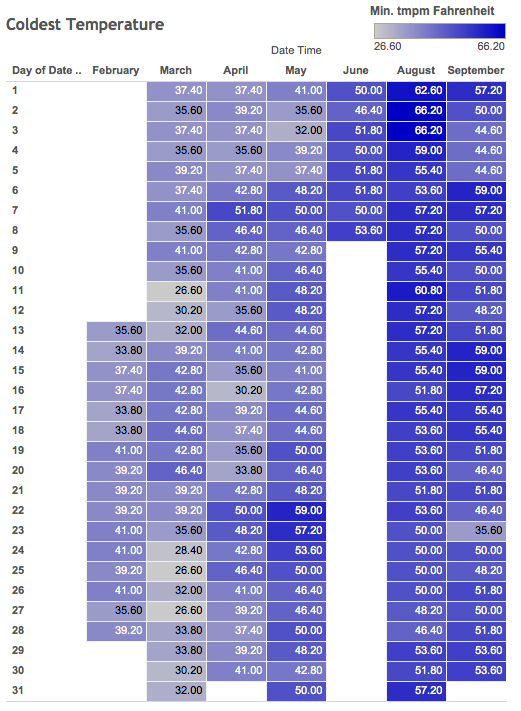 Min. tmpm Fahrenheit
Coldest Temperature
26.60 66.20
Date Time
Day of Date .. February March April May June August September
1 37.40 37.40 41.00 50.00 62.60 57.20
2 35.60 39.20 35.60 46.40 66.20 50.00
3 37.40 37.40 32.00 51.80 66.20 44.60
4 35.60 35.60 39.20 50.00 59.00 44.60
5 39.20 37.40 37.40 51.80 55.40 44.60
6 37.40 42.80 48.20 51.80 53.60 59.00
7 41.00 51.80 50.00 50.00 57.20 57.20
8 35.60 46.40 46.40 53.60 57.20 50.00
9 41.00 42.80 42.80 57.20 55.40
10 35.60 41.00 46.40 55.40 50.00
11 26.60 41.00 48.20 60.80 51.80
12 30.20 35.60 48.20 57.20 48.20
13 35.60 32.00 44.60 44.60 57.20 51.80
14 33.80 39.20 41.00 42.80 55.40 59.00
15 37.40 42.80 35.60 41.00 55.40 59.00
16 37.40 42.80 30.20 42.80 51.80 57.20
17 33.80 42.80 39.20 44.60 55.40 55.40
18 33.80 44.60 37.40 44.60 53.60 55.40
19 41.00 42.80 35.60 50.00 53.60 51.80
20 39.20 46.40 33.80 46.40 53.60 46.40
21 39.20 39.20 42.80 48.20 51.80 51.80
22 39.20 39.20 50.00 59.00 53.60 46.40
23 41.00 35.60 48.20 57.20 50.00 35.60
24 41.00 28.40 42.80 53.60 50.00 50.00
25 39.20 26.60 46.40 50.00 50.00 48.20
26 41.00 32.00 41.00 46.40 50.00 51.80
27 35.60 26.60 39.20 46.40 48.20 50.00
28 39.20 33.80 37.40 50.00 46.40 51.80
29 33.80 39.20 48.20 51.80 53.60
30 30.20 41.00 42.80 51.80 53.60
31 32.00 50.00 57.20